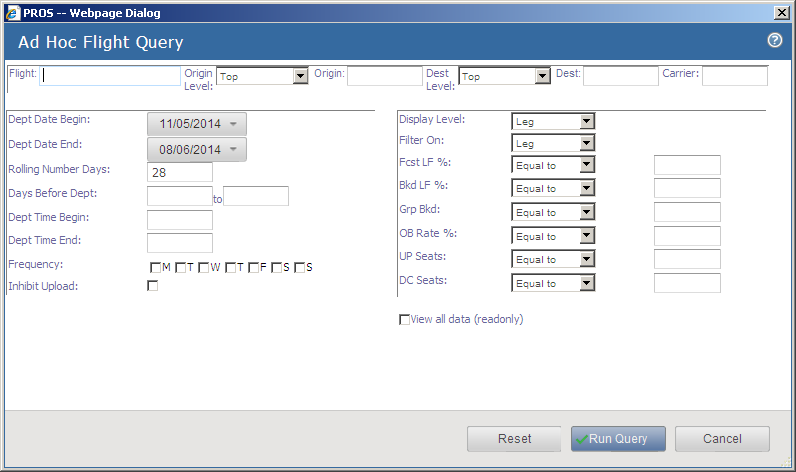 PROS -- Webpage Dialog
Ad Hoc Flight Query
Flight: Origin Level: Top Origin: Dest Level: Top Dest: Carrier:
Dept Date Begin: 11/05/2014
Dept Date End: 08/06/2014
Rolling Number Days: 28
Days Before Dept: to
Dept Time Begin:
Dept Time End:
Frequency: M T W T F S S
Inhibit Upload:
Display Level: Leg
Filter On: Leg
Fcst LF %: Equal to
Bkd LF %: Equal to
Grp Bkd: Equal to
OB Rate %: Equal to
UP Seats: Equal to
DC Seats: Equal to
View all data (readonly)
Reset Run Query Cancel